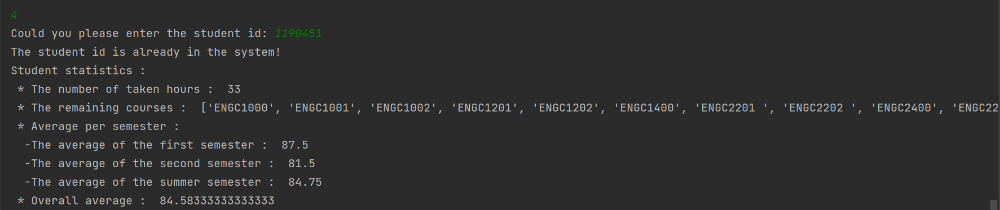 4
Could you please enter the student id: 1190451
The student id is already in the system!
Student statistics :
 * The number of taken hours :  33
 * The remaining courses :  ['ENGC1000', 'ENGC1001', 'ENGC1002', 'ENGC1201', 'ENGC1202', 'ENGC1400', 'ENGC2201 ', 'ENGC2202 ', 'ENGC2400', 'ENGC22
 * Average per semester :
  -The average of the first semester :  87.5
  -The average of the second semester :  81.5
  -The average of the summer semester :  84.75
 * Overall average :  84.58333333333333